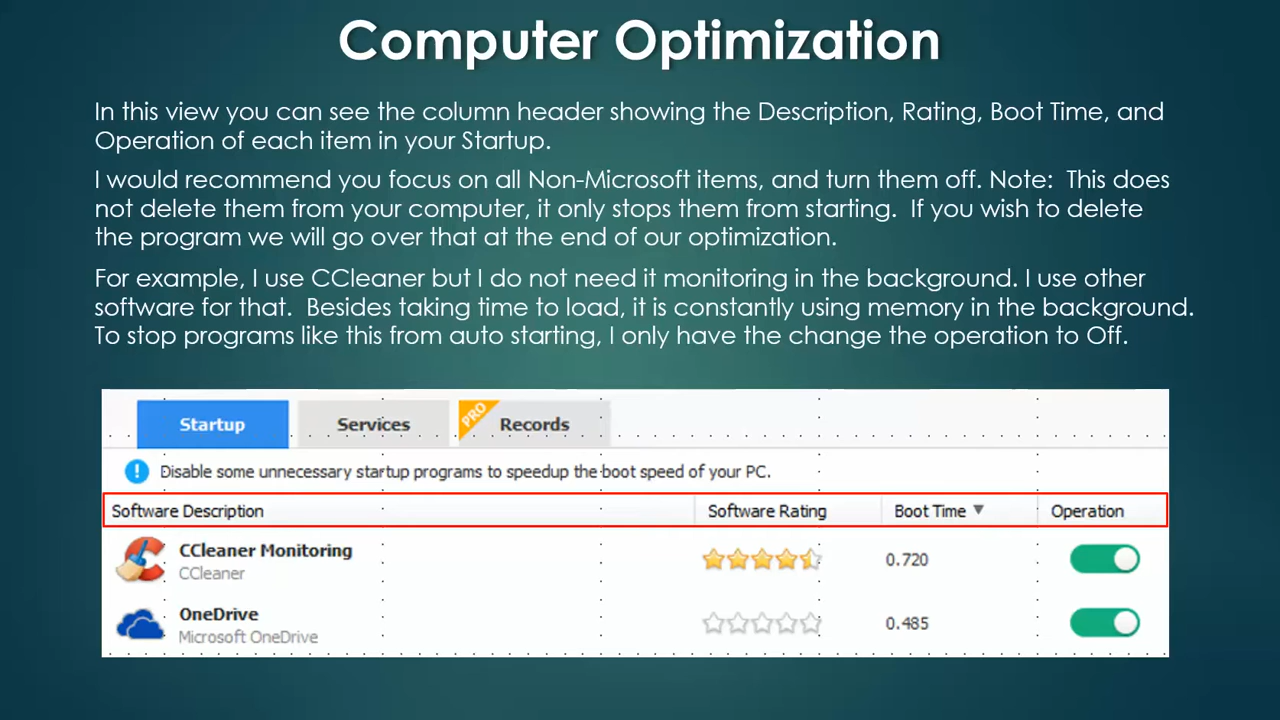 Computer Optimization
In this view you can see the column header showing the Description, Rating, Boot Time, and
Operation of each item in your Startup.
I would recommend you focus on all Non-Microsoft items, and turn them off. Note:  This does
not delete them from your computer, it only stops them from starting.  If you wish to delete
the program we will go over that at the end of our optimization.
For example, I use CCleaner but I do not need it monitoring in the background. I use other
software for that.  Besides taking time to load, it is constantly using memory in the background.
To stop programs like this from auto starting, I only have the change the operation to Off.
Startup Services PRO Records
Disable some unnecessary startup programs to speedup the boot speed of your PC.
Software Description Software Rating Boot Time Operation
CCleaner Monitoring
CCleaner
0.720
OneDrive
Microsoft OneDrive
0.485